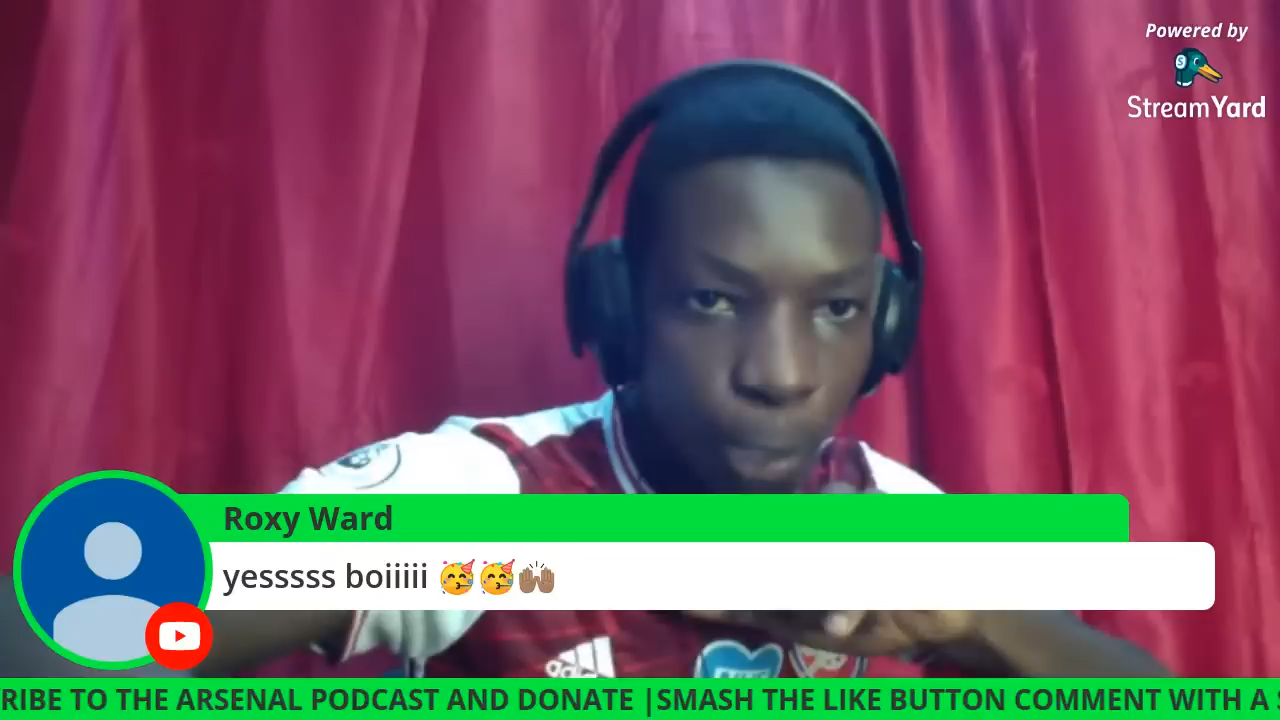 Powered by
StreamYard
Roxy Ward
yesssss boiiiii 🥳🥳🙌🏾
adidas
RIBE TO THE ARSENAL PODCAST AND DONATE |SMASH THE LIKE BUTTON COMMENT WITH A